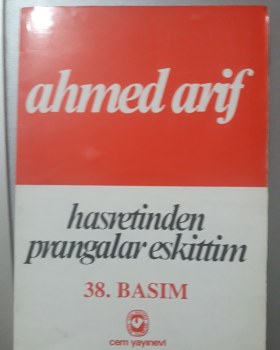 ahmed arif
hasretinden
prangalar eskittim
38. BASIM
cem yayınevi